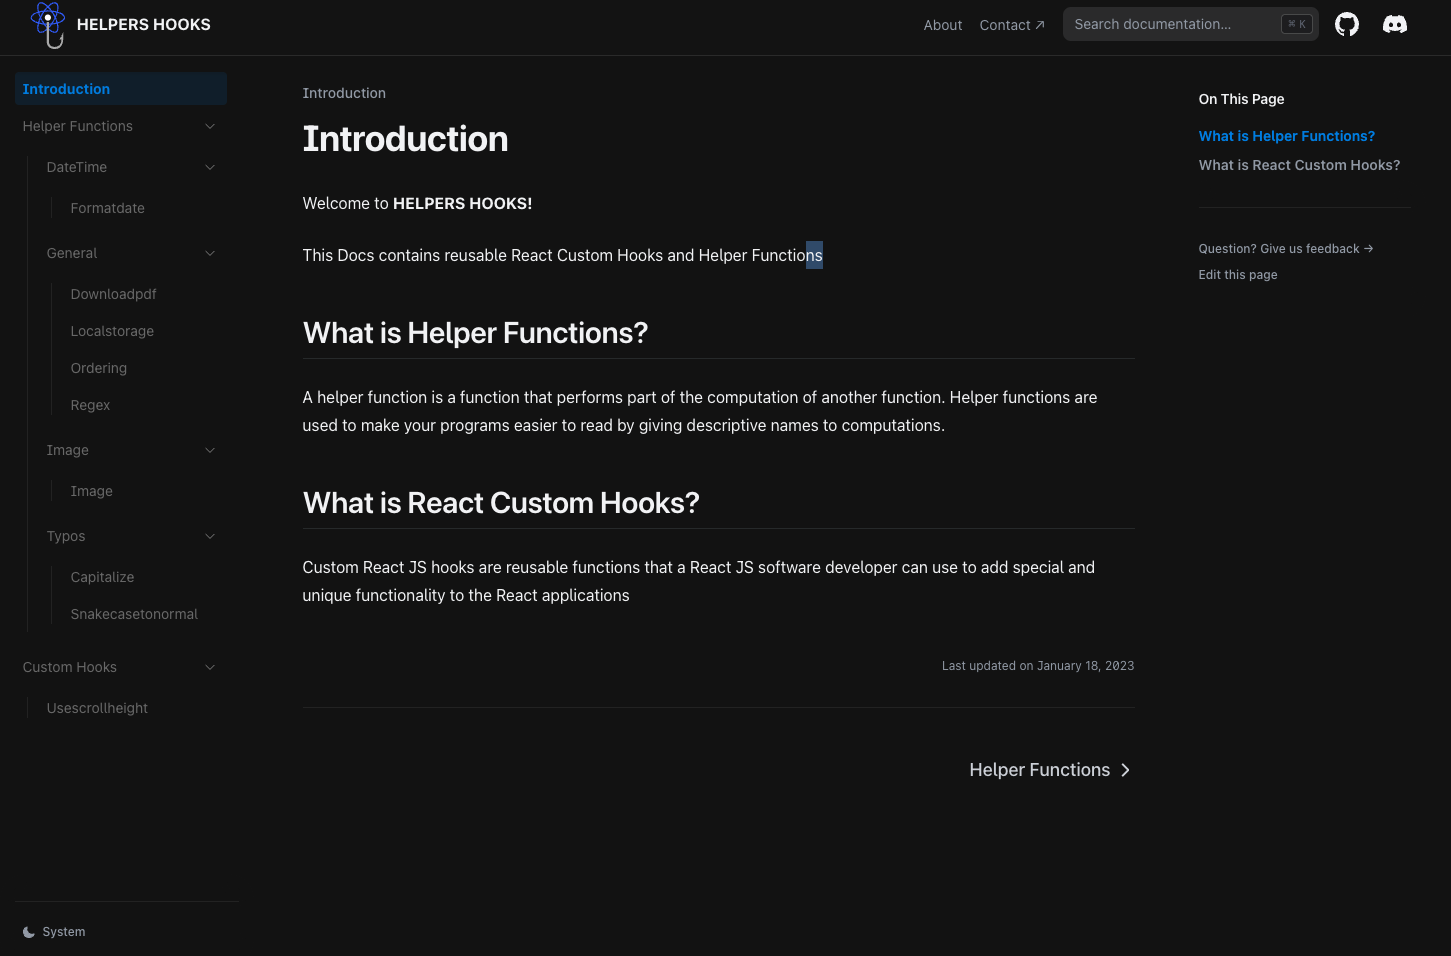 HELPERS HOOKS
About
Contact ↗
Search documentation...
⌘ K
Introduction
Helper Functions
DateTime
Formatdate
General
Downloadpdf
Localstorage
Ordering
Regex
Image
Image
Typos
Capitalize
Snakecasetonormal
Custom Hooks
Usescrollheight
System
Introduction
Introduction
Welcome to HELPERS HOOKS!
This Docs contains reusable React Custom Hooks and Helper Functions
What is Helper Functions?
A helper function is a function that performs part of the computation of another function. Helper functions are
used to make your programs easier to read by giving descriptive names to computations.
What is React Custom Hooks?
Custom React JS hooks are reusable functions that a React JS software developer can use to add special and
unique functionality to the React applications
Last updated on January 18, 2023
Helper Functions
On This Page
What is Helper Functions?
What is React Custom Hooks?
Question? Give us feedback →
Edit this page